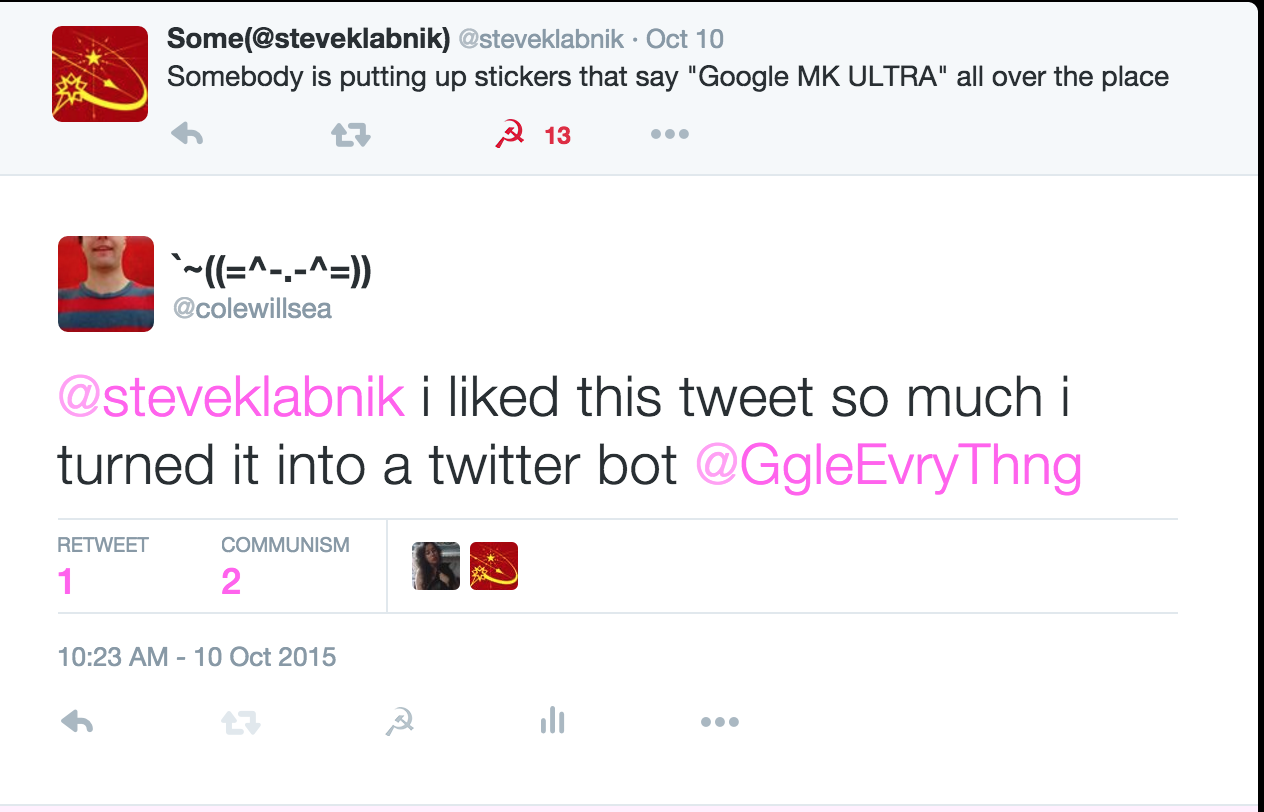 Some(@steveklabnik) @steveklabnik · Oct 10
Somebody is putting up stickers that say "Google MK ULTRA" all over the place
13
`~((=^-.-^=))
@colewillsea
@steveklabnik i liked this tweet so much i
turned it into a twitter bot @GgleEvryThng
RETWEET COMMUNISM
1 2
10:23 AM - 10 Oct 2015